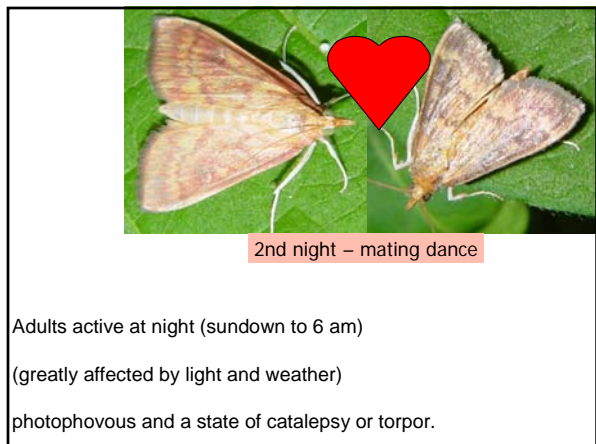 2nd night – mating dance
Adults active at night (sundown to 6 am)
(greatly affected by light and weather)
photophovous and a state of catalepsy or torpor.